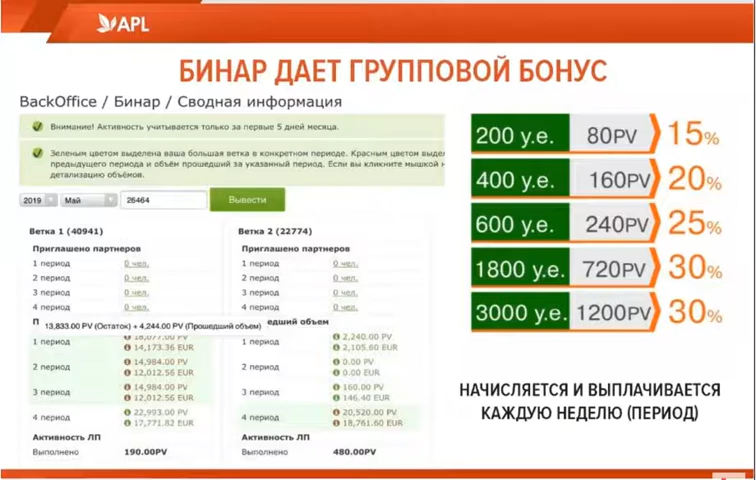 APL
БИНАР ДАЕТ ГРУППОВОЙ БОНУС
BackOffice / Бинар / Сводная информация
Внимание! Активность учитывается только за первые 5 дней месяца.
Зеленым цветом выделена ваша большая ветка в конкретном периоде. Красным цветом выдел
предыдущего периода и объём прошедший за указанный период. Если вы кликните мышкой н
детализацию объёмов.
2019 Май 26464 Вывести
Ветка 1 (40941) Ветка 2 (22774)
Приглашено партнеров Приглашено партнеров
1 период 0 чел. 1 период 0 чел.
2 период 0 чел. 2 период 0 чел.
3 период 0 чел. 3 период 0 чел.
4 период 0 чел. 4 период 0 чел.
13,833.00 PV (Остаток) + 4,244.00 PV (Прошедший объем) едший объем
1 период 18,077.00 PV 1 период 2,240.00 PV
14,173.36 EUR 2,105.60 EUR
2 период 14,984.00 PV 2 период 0.00 PV
12,012.56 EUR 0.00 EUR
3 период 14,984.00 PV 3 период 160.00 PV
12,012.56 EUR 146.40 EUR
4 период 22,993.00 PV 4 период 20,520.00 PV
17,771.82 EUR 18,761.60 EUR
Активность ЛП Активность ЛП
Выполнено 190.00PV Выполнено 480.00PV
200 у.е. 80PV 15%
400 у.е. 160PV 20%
600 у.е. 240PV 25%
1800 у.е. 720PV 30%
3000 у.е. 1200PV 30%
НАЧИСЛЯЕТСЯ И ВЫПЛАЧИВАЕТСЯ
КАЖДУЮ НЕДЕЛЮ (ПЕРИОД)